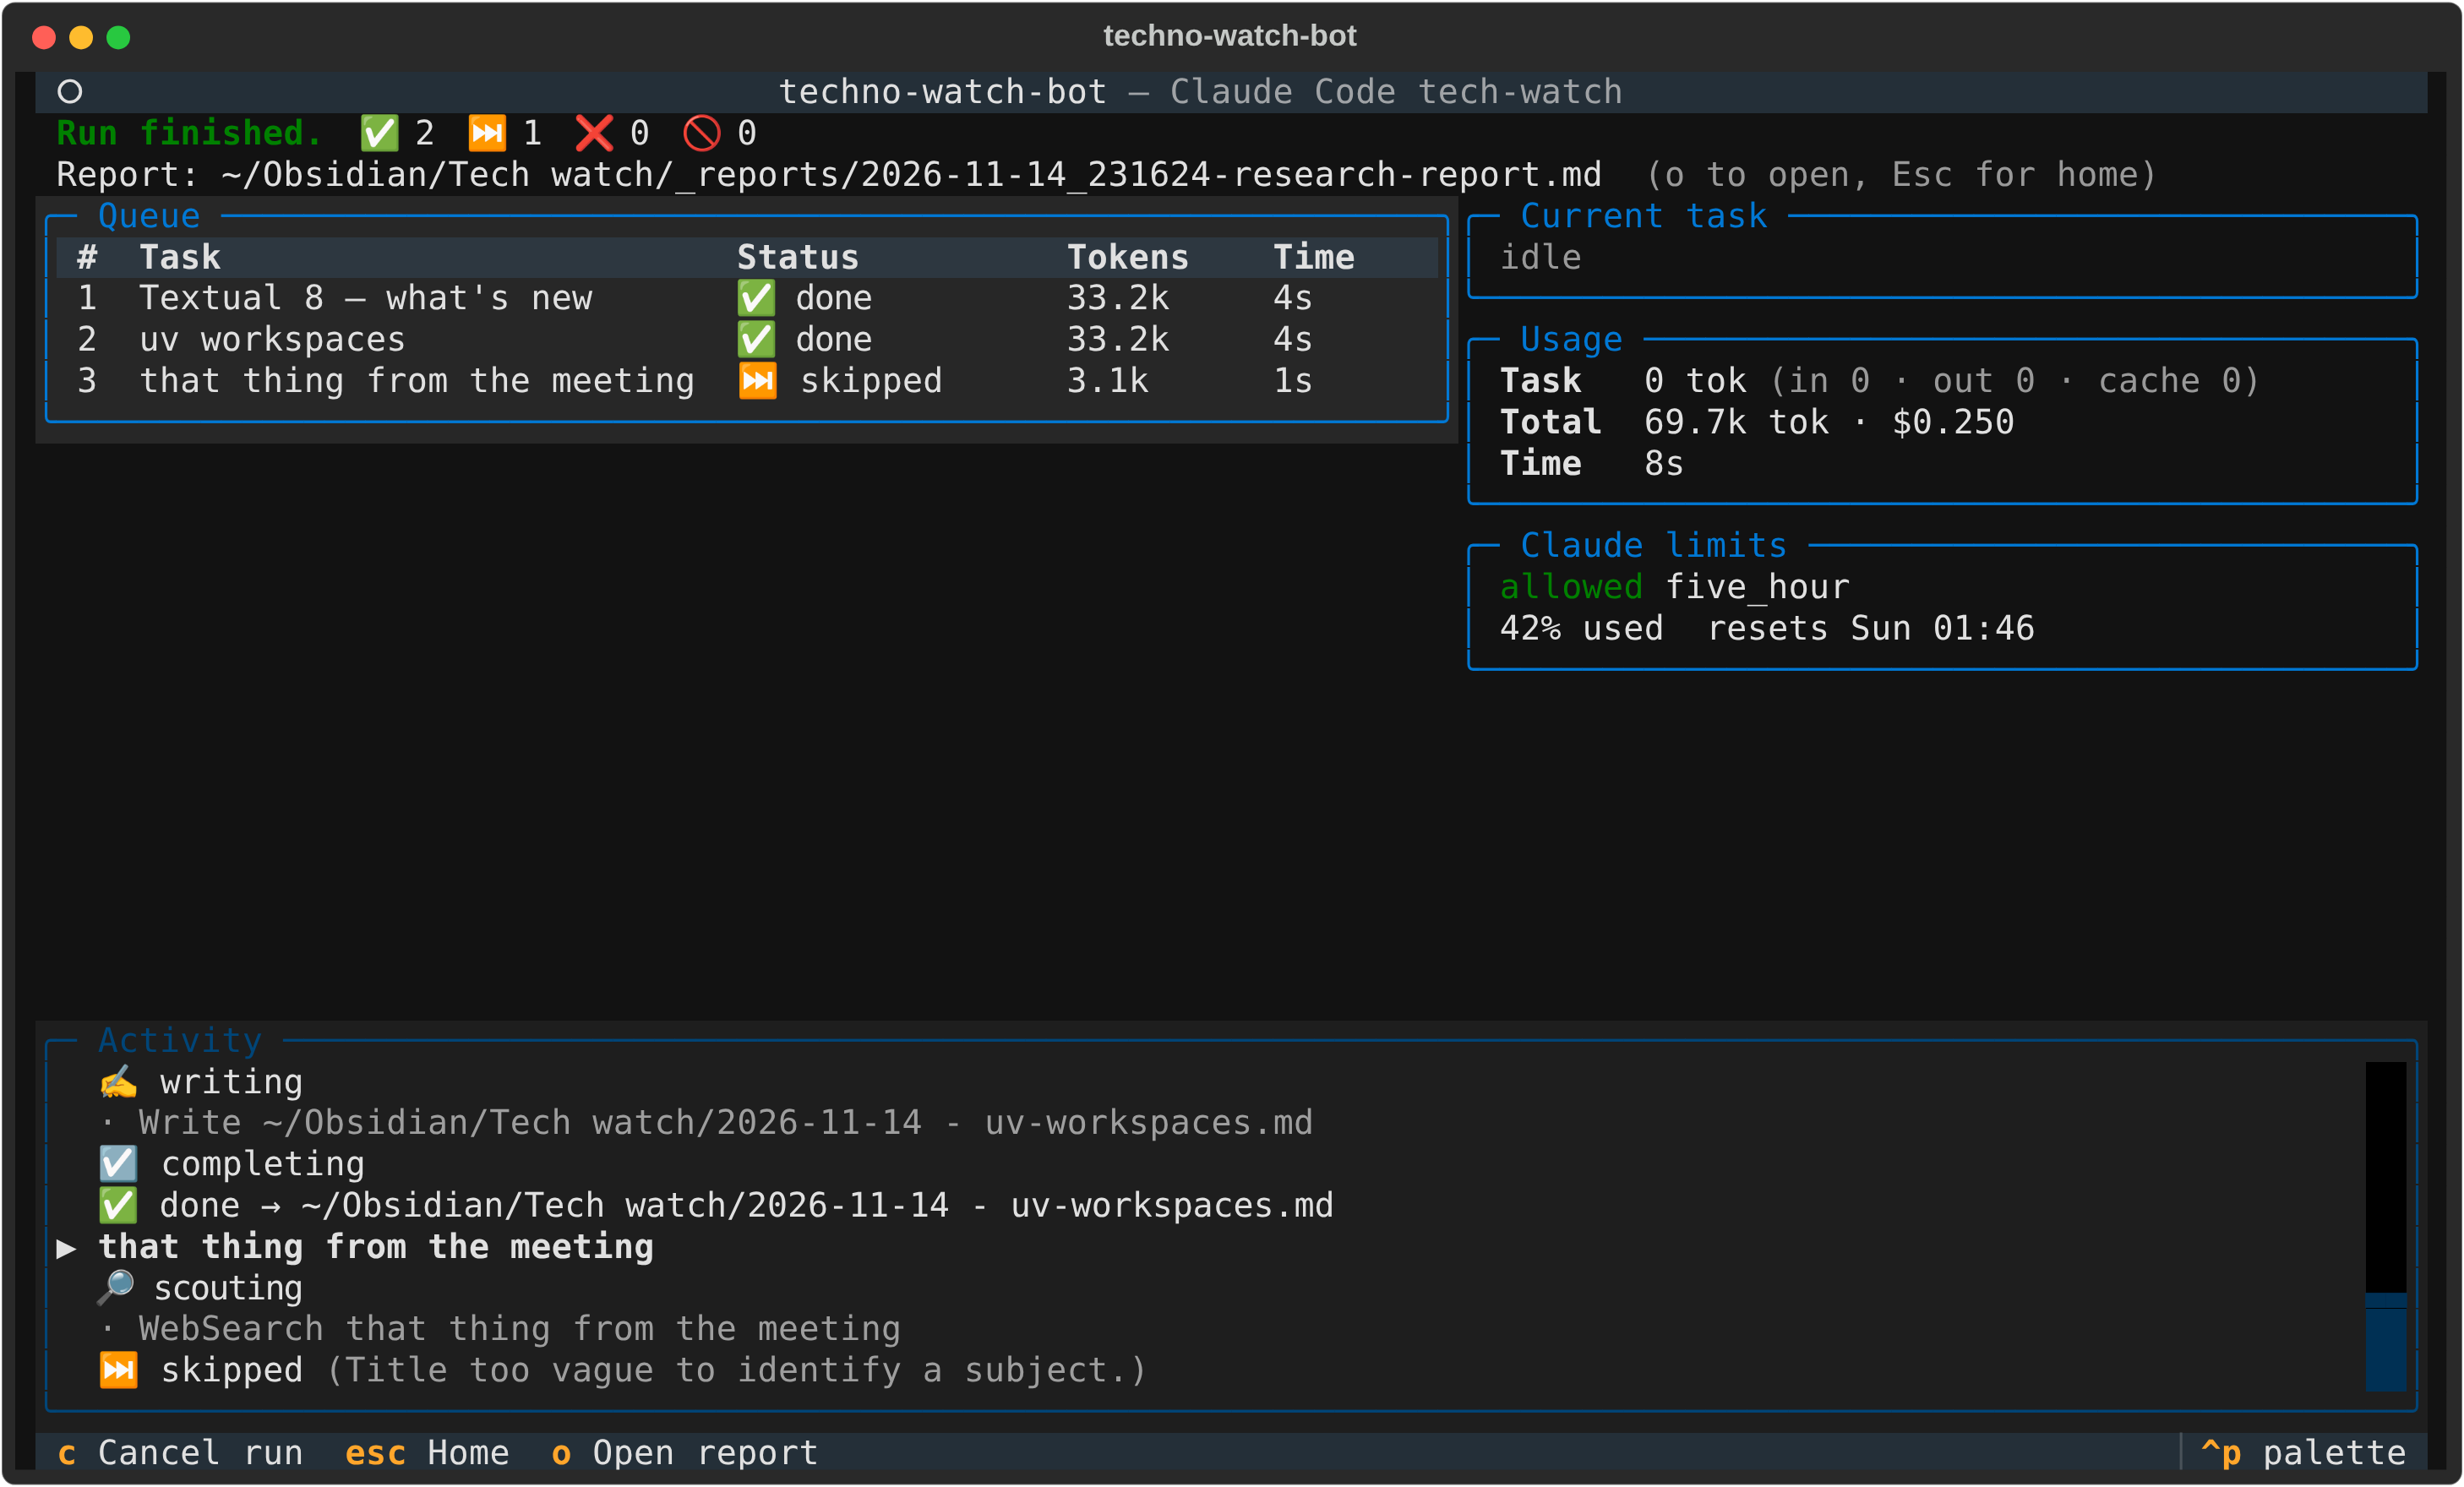 techno-watch-bot
techno-watch-bot — Claude Code tech-watch
Run finished. ✅ 2 ⏭️ 1 ❌ 0 🚫 0
Report: ~/Obsidian/Tech watch/_reports/2026-11-14_231624-research-report.md (o to open, Esc for home)
Queue
# Task Status Tokens Time
1 Textual 8 — what's new ✅ done 33.2k 4s
2 uv workspaces ✅ done 33.2k 4s
3 that thing from the meeting ⏭️ skipped 3.1k 1s
Current task
idle
Usage
Task 0 tok (in 0 · out 0 · cache 0)
Total 69.7k tok · $0.250
Time 8s
Claude limits
allowed five_hour
42% used resets Sun 01:46
Activity
✍️ writing
· Write ~/Obsidian/Tech watch/2026-11-14 - uv-workspaces.md
☑️ completing
✅ done → ~/Obsidian/Tech watch/2026-11-14 - uv-workspaces.md
▶ that thing from the meeting
🔎 scouting
· WebSearch that thing from the meeting
⏭️ skipped (Title too vague to identify a subject.)
c Cancel run esc Home o Open report ^p palette